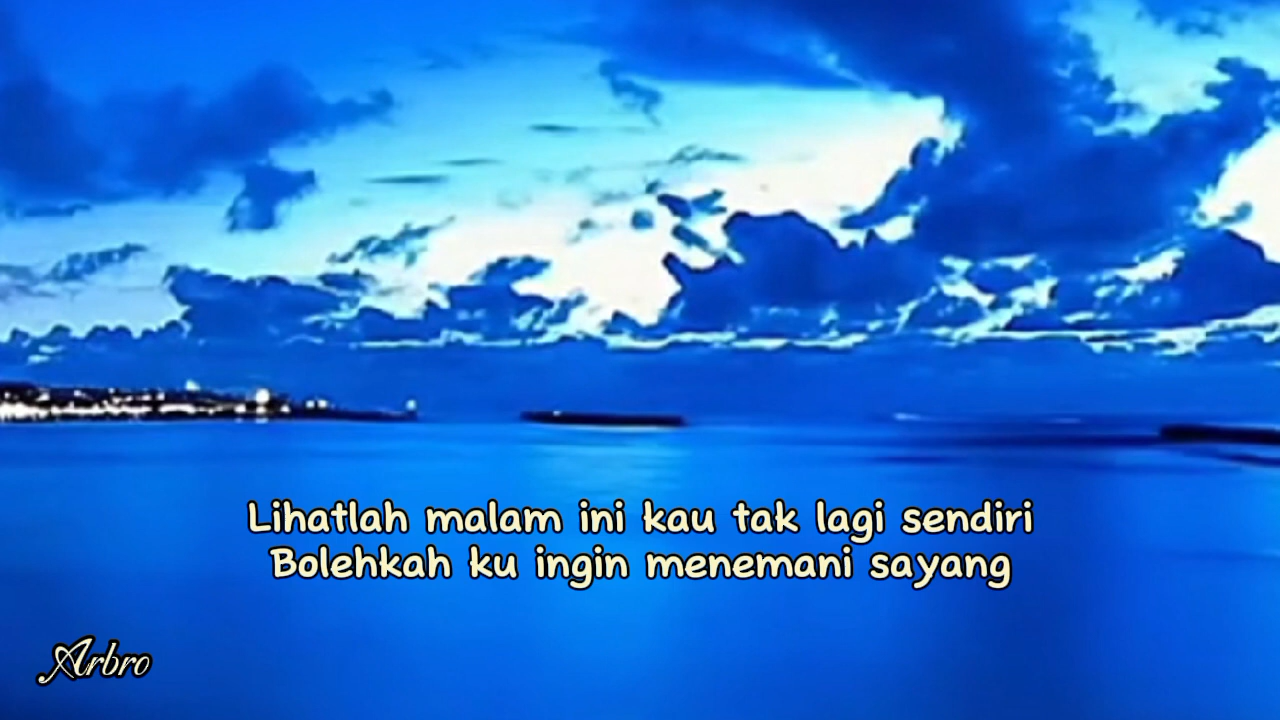 Lihatlah malam ini kau tak lagi sendiri
Bolehkah ku ingin menemani sayang
Arbro